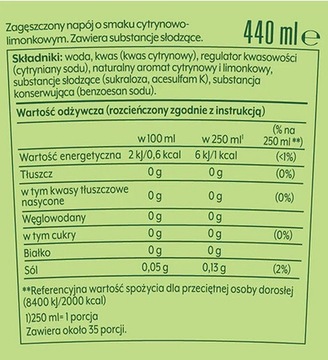 Zagęszczony napój o smaku cytrynowo-
limonkowym. Zawiera substancje słodzące.
440 ml e
Składniki: woda, kwas (kwas cytrynowy), regulator kwasowości
(cytryniany sodu), naturalny aromat cytrynowy i limonkowy,
substancje słodzące (sukraloza, acesulfam K), substancja
konserwująca (benzoesan sodu).
Wartość odżywcza (rozcieńczony zgodnie z instrukcją)
w 100 ml w 250 ml¹ (% na 250 ml**)
Wartość energetyczna 2 kJ/0,6 kcal 6 kJ/1 kcal (<1%)
Tłuszcz 0 g 0 g (0%)
w tym kwasy tłuszczowe
nasycone 0 g 0 g (0%)
Węglowodany 0 g 0 g
w tym cukry 0 g 0 g (0%)
Białko 0 g 0 g
Sól 0,05 g 0,13 g (2%)
**Referencyjna wartość spożycia dla przeciętnej osoby dorosłej
(8400 kJ/2000 kcal)
1)250 ml= 1 porcja
Zawiera około 35 porcji.